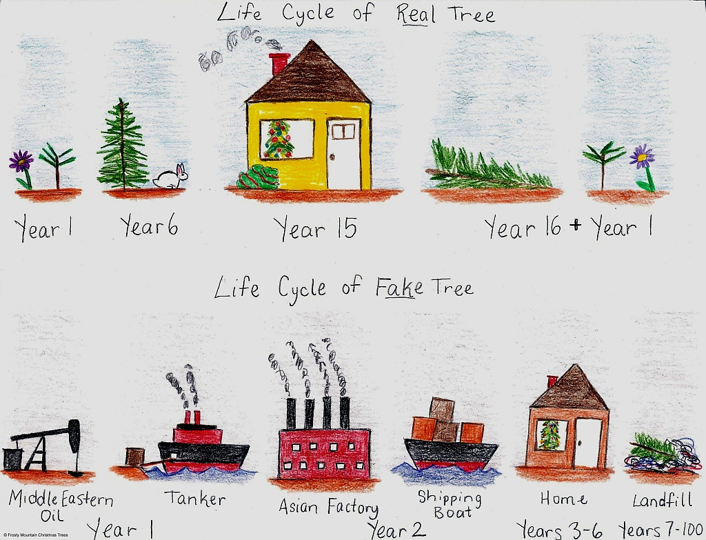 Life Cycle of Real Tree
Year 1
Year 6
Year 15
Year 16 + Year 1
Life Cycle of Fake Tree
Middle Eastern
Oil
Tanker
Asian Factory
Shipping
Boat
Home
Landfill
Year 1
Year 2
Years 3-6
Years 7-100
© Frosty Mountain Christmas Trees